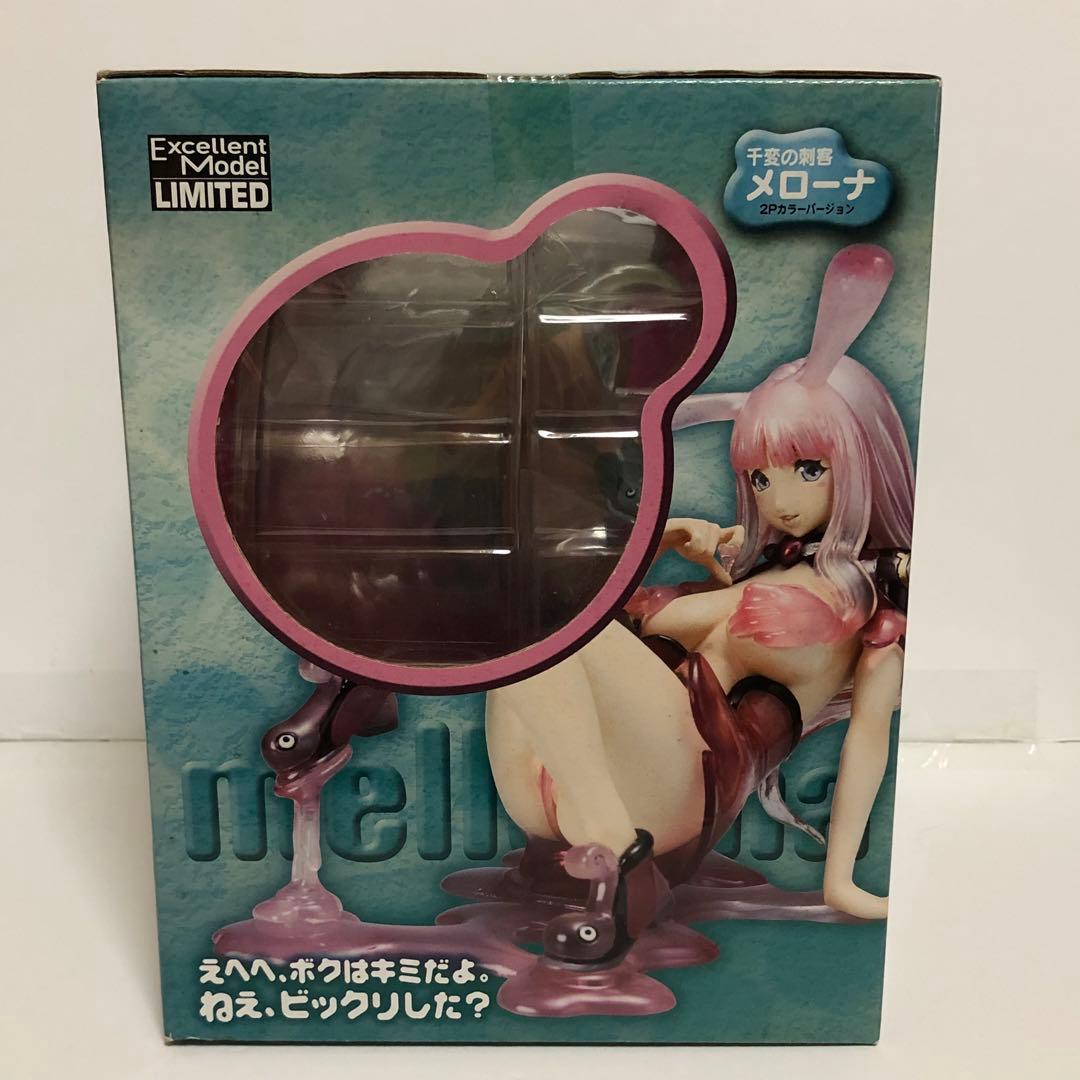 Excellent
Model
LIMITED
千変の刺客
メローナ
2Pカラーバージョン
えへへ、ボクはキミだよ。
ねえ、ビックリした?